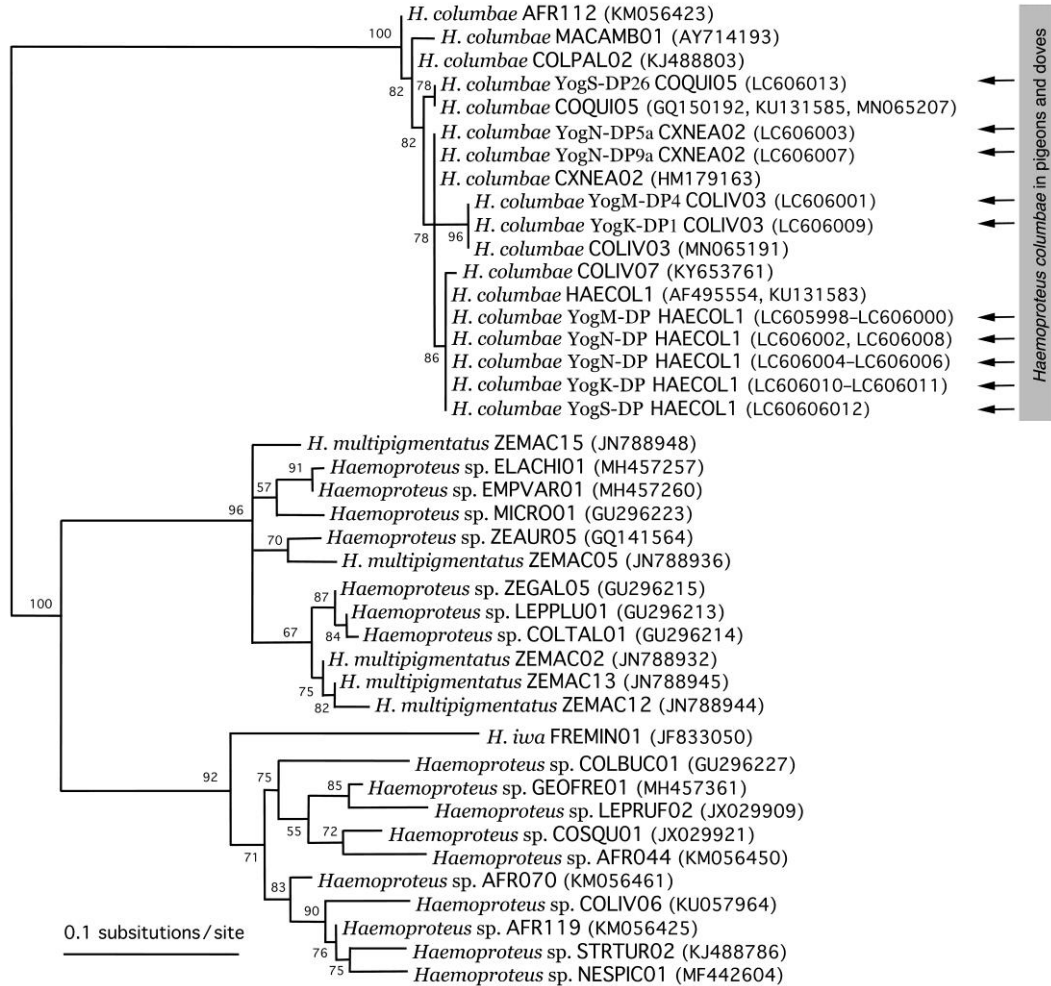 H. columbae AFR112 (KM056423)
100
H. columbae MACAMB01 (AY714193)
H. columbae COLPAL02 (KJ488803)
82
78
H. columbae YogS-DP26 COQUI05 (LC606013)
H. columbae COQUI05 (GQ150192, KU131585, MN065207)
82
H. columbae YogN-DP5a CXNEA02 (LC606003)
H. columbae YogN-DP9a CXNEA02 (LC606007)
H. columbae CXNEA02 (HM179163)
H. columbae YogM-DP4 COLIV03 (LC606001)
H. columbae YogK-DP1 COLIV03 (LC606009)
78
96
H. columbae COLIV03 (MN065191)
H. columbae COLIV07 (KY653761)
H. columbae HAECOL1 (AF495554, KU131583)
H. columbae YogM-DP HAECOL1 (LC605998–LC606000)
H. columbae YogN-DP HAECOL1 (LC606002, LC606008)
86
H. columbae YogN-DP HAECOL1 (LC606004–LC606006)
H. columbae YogK-DP HAECOL1 (LC606010–LC606011)
H. columbae YogS-DP HAECOL1 (LC60606012)
Haemoproteus columbae in pigeons and doves
H. multipigmentatus ZEMAC15 (JN788948)
91
Haemoproteus sp. ELACHI01 (MH457257)
57
Haemoproteus sp. EMPVAR01 (MH457260)
96
Haemoproteus sp. MICRO01 (GU296223)
Haemoproteus sp. ZEAUR05 (GQ141564)
70
H. multipigmentatus ZEMAC05 (JN788936)
100
87
Haemoproteus sp. ZEGAL05 (GU296215)
Haemoproteus sp. LEPPLU01 (GU296213)
67
84
Haemoproteus sp. COLTAL01 (GU296214)
H. multipigmentatus ZEMAC02 (JN788932)
75
H. multipigmentatus ZEMAC13 (JN788945)
82
H. multipigmentatus ZEMAC12 (JN788944)
H. iwa FREMIN01 (JF833050)
92
75
Haemoproteus sp. COLBUC01 (GU296227)
85
Haemoproteus sp. GEOFRE01 (MH457361)
Haemoproteus sp. LEPRUF02 (JX029909)
55
72
Haemoproteus sp. COSQU01 (JX029921)
71
Haemoproteus sp. AFR044 (KM056450)
83
Haemoproteus sp. AFR070 (KM056461)
90
Haemoproteus sp. COLIV06 (KU057964)
Haemoproteus sp. AFR119 (KM056425)
76
Haemoproteus sp. STRTUR02 (KJ488786)
75
Haemoproteus sp. NESPIC01 (MF442604)
0.1 subsitutions/site